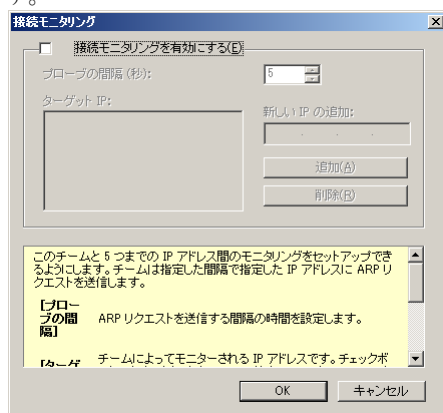 す。
接続モニタリング
接続モニタリングを有効にする(E)
プローブの間隔(秒):
5
ターゲット IP:
新しい IP の追加:
追加(A)
削除(R)
このチームと 5 つまでの IP アドレス間のモニタリングをセットアップでき
るようにします。チームは指定した間隔で指定した IP アドレスに ARP リ
クエストを送信します。
[プロー
ブの間
隔]
ARP リクエストを送信する間隔の時間を設定します。
[ターゲ
チームによってモニターされる IP アドレスです。チェックボ
OK
キャンセル